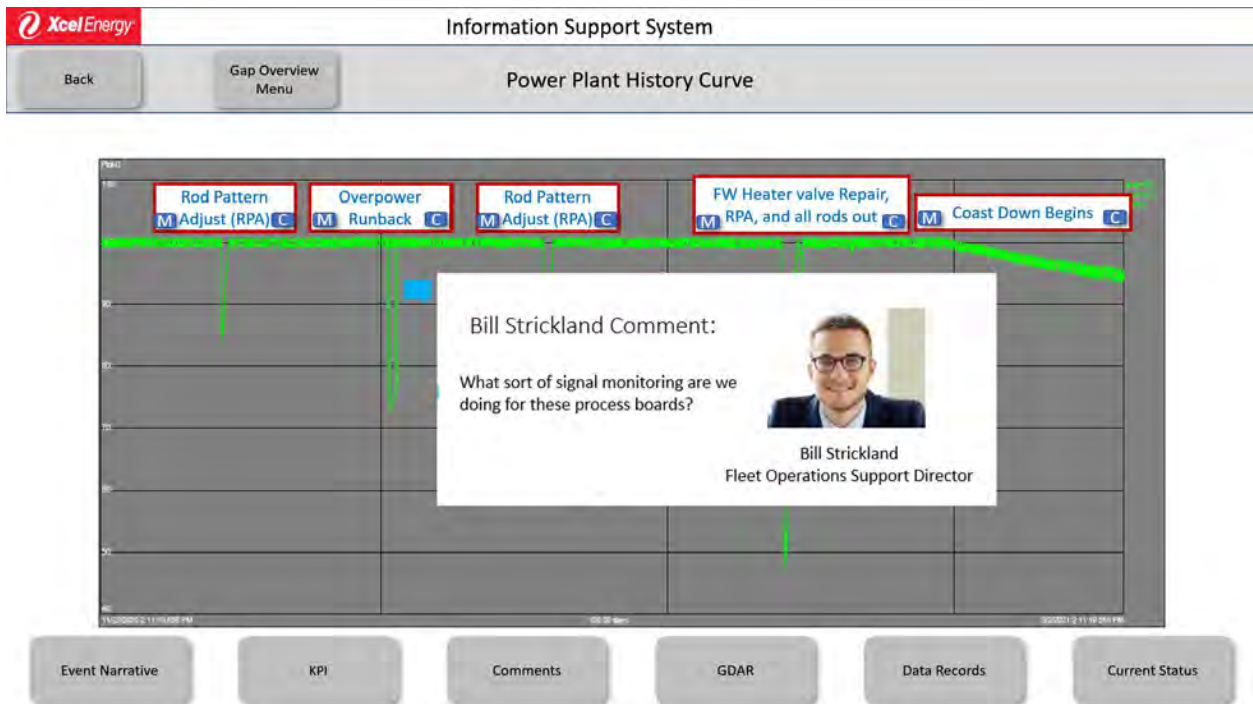 Xcel Energy
Information Support System
Back
Gap Overview
Menu
Power Plant History Curve
Rod Pattern
M Adjust (RPA) C
Overpower
M Runback C
Rod Pattern
M Adjust (RPA) C
FW Heater valve Repair,
M RPA, and all rods out C
M Coast Down Begins C
90
50
Bill Strickland Comment:
What sort of signal monitoring are we
doing for these process boards?
Bill Strickland
Fleet Operations Support Director
Event Narrative
KPI
Comments
GDAR
Data Records
Current Status